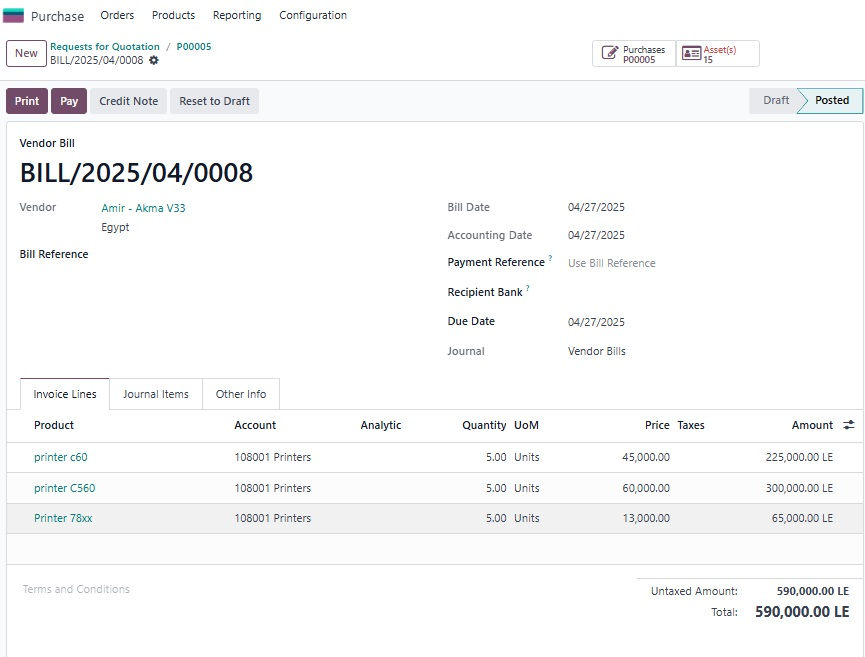 Purchase Orders Products Reporting Configuration
New
Requests for Quotation / P00005
BILL/2025/04/0008
Purchases
P00005
Asset(s)
15
Print Pay Credit Note Reset to Draft
Draft Posted
Vendor Bill
BILL/2025/04/0008
Vendor Amir - Akma V33
Egypt
Bill Reference
Bill Date 04/27/2025
Accounting Date 04/27/2025
Payment Reference ? Use Bill Reference
Recipient Bank ?
Due Date 04/27/2025
Journal Vendor Bills
Invoice Lines Journal Items Other Info
Product Account Analytic Quantity UoM Price Taxes Amount
printer c60 108001 Printers 5.00 Units 45,000.00 225,000.00 LE
printer C560 108001 Printers 5.00 Units 60,000.00 300,000.00 LE
Printer 78xx 108001 Printers 5.00 Units 13,000.00 65,000.00 LE
Terms and Conditions
Untaxed Amount: 590,000.00 LE
Total: 590,000.00 LE